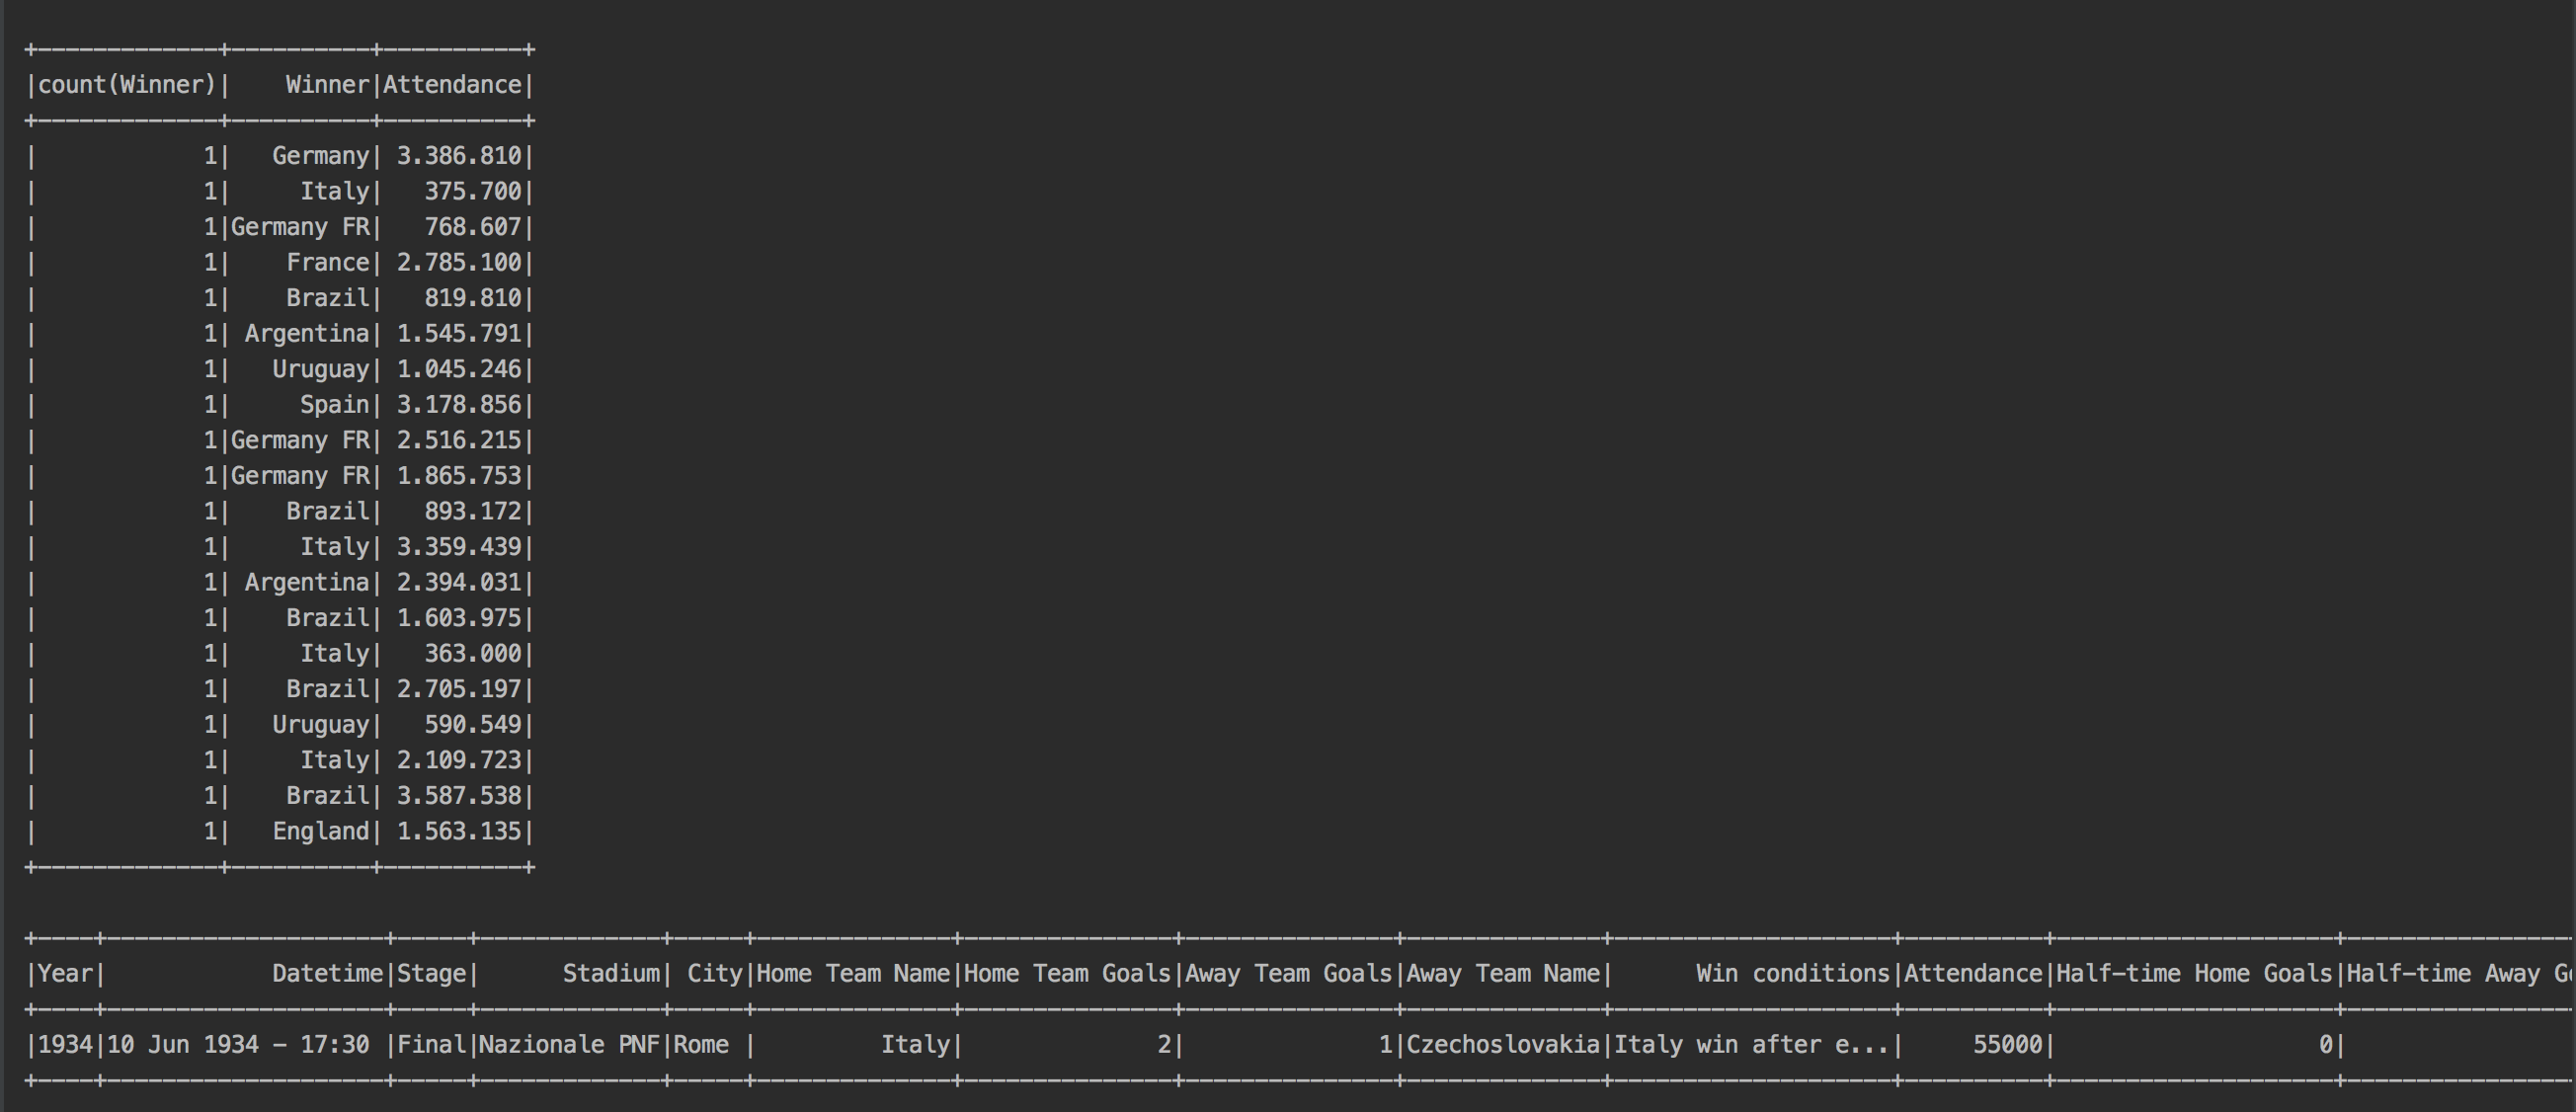 +-------------+----------+----------+
|count(Winner)|    Winner|Attendance|
+-------------+----------+----------+
|            1|   Germany| 3.386.810|
|            1|     Italy|   375.700|
|            1|Germany FR|   768.607|
|            1|    France| 2.785.100|
|            1|    Brazil|   819.810|
|            1| Argentina| 1.545.791|
|            1|   Uruguay| 1.045.246|
|            1|     Spain| 3.178.856|
|            1|Germany FR| 2.516.215|
|            1|Germany FR| 1.865.753|
|            1|    Brazil|   893.172|
|            1|     Italy| 3.359.439|
|            1| Argentina| 2.394.031|
|            1|    Brazil| 1.603.975|
|            1|     Italy|   363.000|
|            1|    Brazil| 2.705.197|
|            1|   Uruguay|   590.549|
|            1|     Italy| 2.109.723|
|            1|    Brazil| 3.587.538|
|            1|   England| 1.563.135|
+-------------+----------+----------+
+----+--------------------+-----+-------------+-----+--------------+---------------+---------------+--------------+--------------------+----------+--------------------+----------------
|Year|            Datetime|Stage|      Stadium| City|Home Team Name|Home Team Goals|Away Team Goals|Away Team Name|      Win conditions|Attendance|Half-time Home Goals|Half-time Away G
+----+--------------------+-----+-------------+-----+--------------+---------------+---------------+--------------+--------------------+----------+--------------------+----------------
|1934|10 Jun 1934 - 17:30 |Final|Nazionale PNF|Rome |         Italy|              2|              1|Czechoslovakia|Italy win after e...|     55000|                   0|
+----+--------------------+-----+-------------+-----+--------------+---------------+---------------+--------------+--------------------+----------+--------------------+----------------